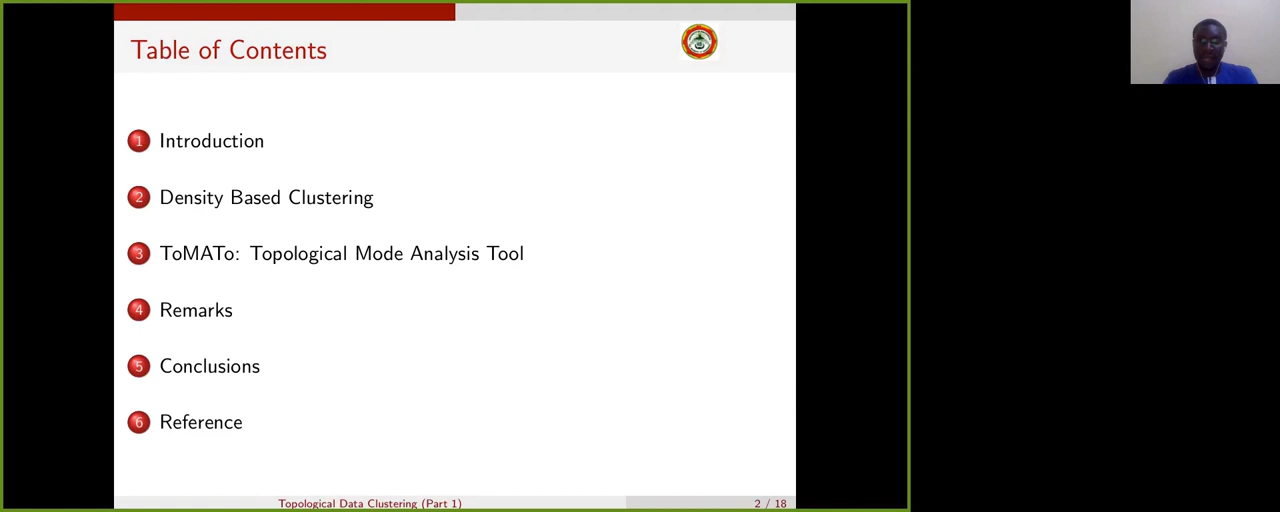 Table of Contents
1 Introduction
2 Density Based Clustering
3 ToMATo: Topological Mode Analysis Tool
4 Remarks
5 Conclusions
6 Reference
Topological Data Clustering (Part 1)
2 / 18